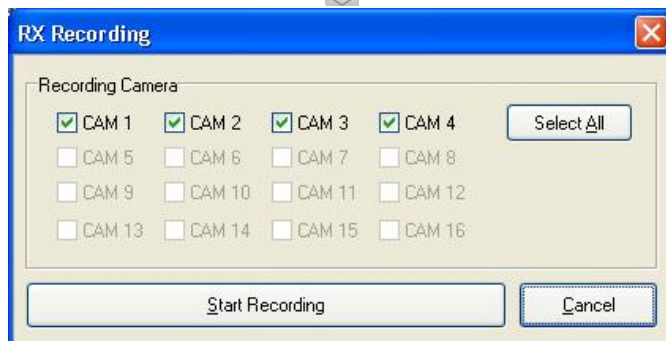 RX Recording
Recording Camera
CAM 1 CAM 2 CAM 3 CAM 4 Select All
CAM 5 CAM 6 CAM 7 CAM 8
CAM 9 CAM 10 CAM 11 CAM 12
CAM 13 CAM 14 CAM 15 CAM 16
Start Recording Cancel